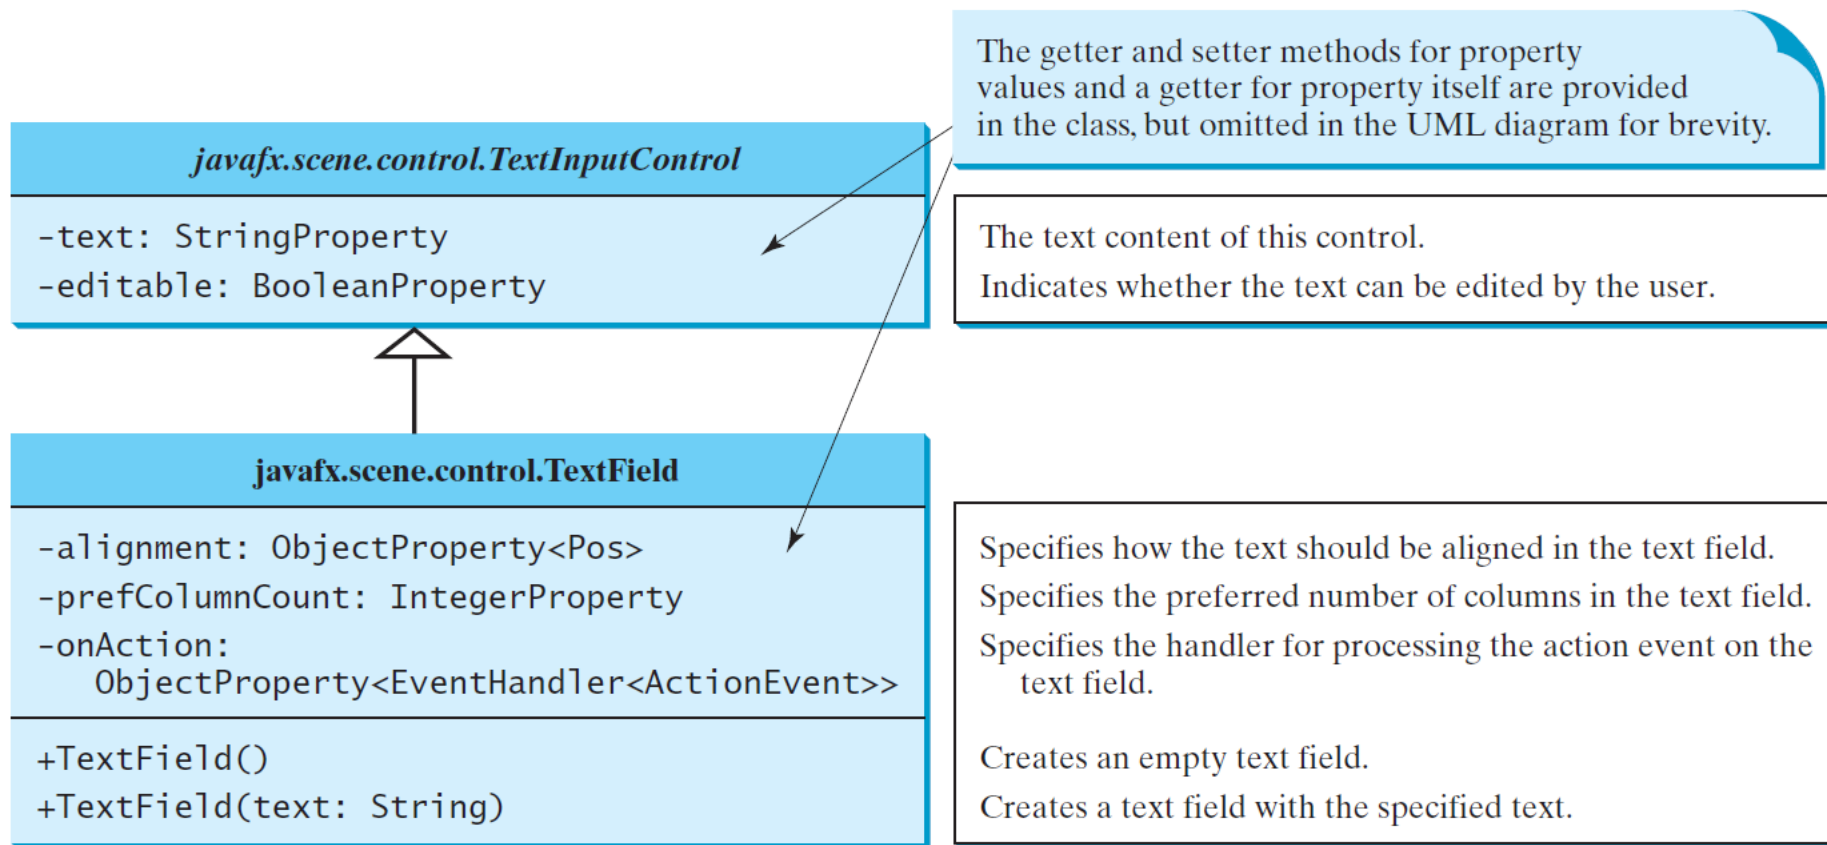 The getter and setter methods for property
values and a getter for property itself are provided
in the class, but omitted in the UML diagram for brevity.
javafx.scene.control.TextInputControl
-text: StringProperty
-editable: BooleanProperty
The text content of this control.
Indicates whether the text can be edited by the user.
javafx.scene.control.TextField
-alignment: ObjectProperty<Pos>
-prefColumnCount: IntegerProperty
-onAction:
ObjectProperty<EventHandler<ActionEvent>>
+TextField()
+TextField(text: String)
Specifies how the text should be aligned in the text field.
Specifies the preferred number of columns in the text field.
Specifies the handler for processing the action event on the
text field.
Creates an empty text field.
Creates a text field with the specified text.